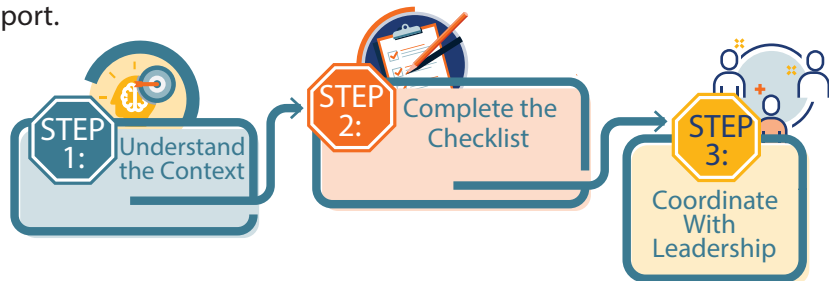 port.
STEP
1:
Understand
the Context
STEP
2:
Complete the
Checklist
STEP
3:
Coordinate
With
Leadership